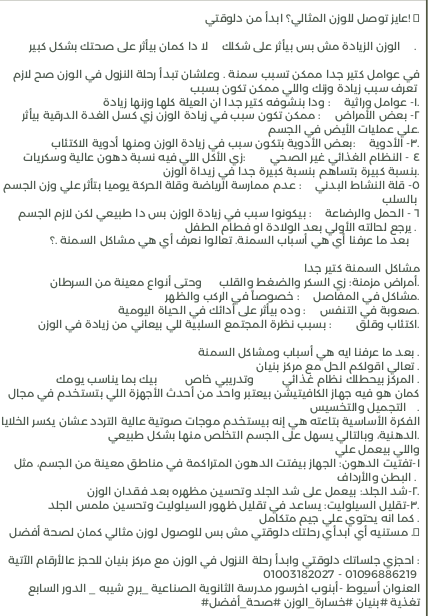 عايز توصل للوزن المثالي؟ ابدأ من دلوقتي!
الوزن الزيادة مش بس بيأثر على شكلك لا دا كمان بيأثر على صحتك بشكل كبير .
في عوامل كتير جدا ممكن تسبب سمنة . وعلشان تبدأ رحلة النزول في الوزن صح لازم
تعرف سبب زيادة وزنك واللي ممكن تكون بسبب
١- عوامل وراثية : ودا بنشوفه كتير جدا ان العيلة كلها وزنها زيادة.
٢- بعض الأمراض : ممكن تكون سبب في زيادة الوزن زي كسل الغدة الدرقية بيأثر
على عمليات الأيض في الجسم.
٣- الأدوية :بعض الأدوية بتكون سبب في زيادة الوزن ومنها أدوية الاكتئاب.
٤ - النظام الغذائي غير الصحي :زي الأكل اللي فيه نسبة دهون عالية وسكريات
بنسبة كبيرة بتساهم بنسبة كبيرة جدا في زيداة الوزن.
٥- قلة النشاط البدني : عدم ممارسة الرياضة وقلة الحركة يوميا بتأثر علي وزن الجسم
بالسلب
٦ - الحمل والرضاعة : بيكونوا سبب في زيادة الوزن بس دا طبيعي لكن لازم الجسم
يرجع لحالته الأولي بعد الولادة او فطام الطفل .
بعد ما عرفنا أي هي أسباب السمنة. تعالوا نعرف أي هي مشاكل السمنة .؟
مشاكل السمنة كتير جدا
أمراض مزمنة: زي السكر والضغط والقلب وحتى أنواع معينة من السرطان.
مشاكل في المفاصل : خصوصاً في الركب والظهر.
صعوبة في التنفس : وده بيأثر على أدائك في الحياة اليومية.
اكتئاب وقلق : بسبب نظرة المجتمع السلبية للي بيعاني من زيادة في الوزن.
بعد ما عرفنا ايه هي أسباب ومشاكل السمنة .
تعالي اقولكم الحل مع مركز بنيان .
المركز بيحطلك نظام غذائي وتدريبي خاص بيك بما يناسب يومك .
كمان هو فيه جهاز الكافيتيشن بيعتبر واحد من أحدث الأجهزة اللي بتستخدم في مجال
التجميل والتخسيس .
الفكرة الأساسية بتاعته هي إنه بيستخدم موجات صوتية عالية التردد عشان يكسر الخلايا
الدهنية، وبالتالي يسهل على الجسم التخلص منها بشكل طبيعي.
واللي بيعمل علي
١-تفتيت الدهون: الجهاز بيفتت الدهون المتراكمة في مناطق معينة من الجسم، مثل
البطن والأرداف .
٢-شد الجلد: بيعمل على شد الجلد وتحسين مظهره بعد فقدان الوزن.
٣-تقليل السيلوليت: يساعد في تقليل ظهور السيلوليت وتحسين ملمس الجلد.
كما انه يحتوي علي جيم متكامل .
مستنيه أي ابدأي رحلتك دلوقتي مش بس للوصول لوزن مثالي كمان لصحة أفضل
احجزي جلساتك دلوقتي وابدأ رحلة النزول في الوزن مع مركز بنيان للحجز عالأرقام الآتية :
01003182027 - 01096886219
العنوان أسيوط -أبنوب اخرسور مدرسة الثانوية الصناعية _برج شيبه _ الدور السابع
#تغذية #بنيان #خسارة_الوزن #صحة_أفضل